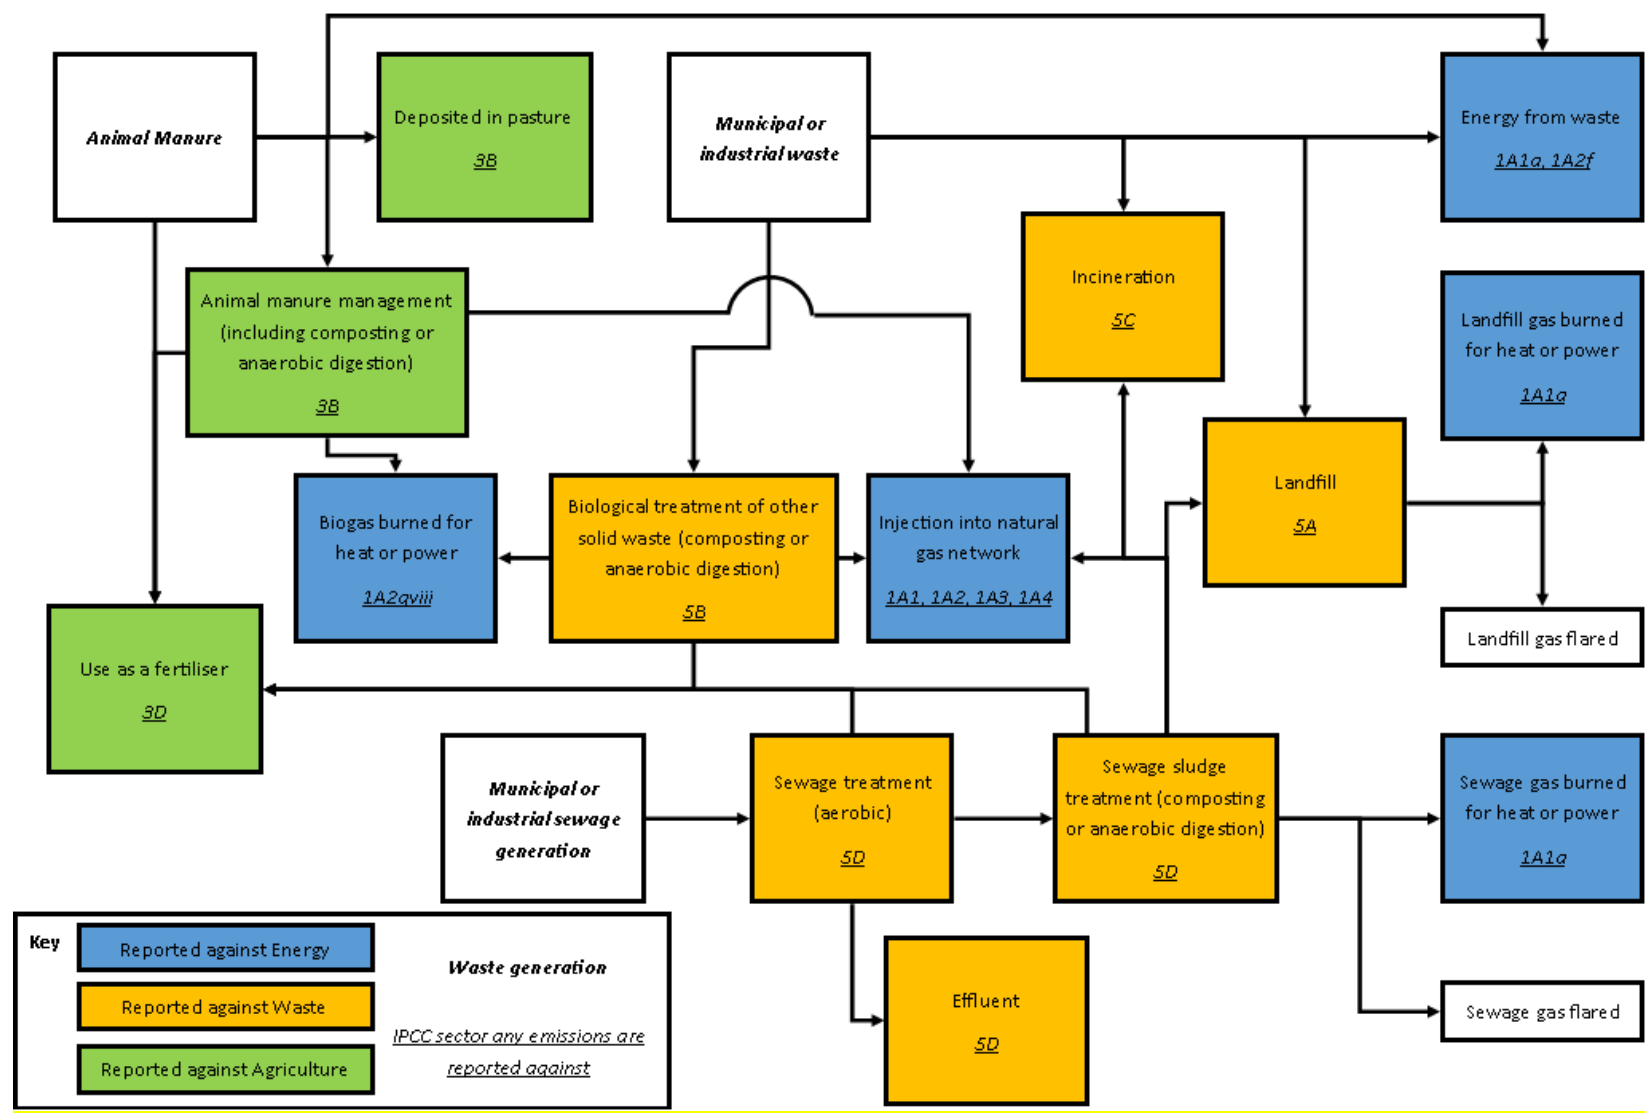 Animal Manure
Deposited in pasture
3B
Municipal or
industrial waste
Energy from waste
1A1a, 1A2f
Incineration
5C
Animal manure management
(including composting or
anaerobic digestion)
3B
Landfill gas burned
for heat or power
1A1a
Landfill
5A
Biogas burned for
heat or power
1A2gviii
Biological treatment of other
solid waste (composting or
anaerobic digestion)
5B
Injection into natural
gas network
1A1, 1A2, 1A3, 1A4
Landfill gas flared
Use as a fertiliser
3D
Municipal or
industrial sewage
generation
Sewage treatment
(aerobic)
5D
Sewage sludge
treatment (composting
or anaerobic digestion)
5D
Sewage gas burned
for heat or power
1A1a
Effluent
5D
Sewage gas flared
Key
Reported against Energy
Reported against Waste
Reported against Agriculture
Waste generation
IPCC sector any emissions are
reported against